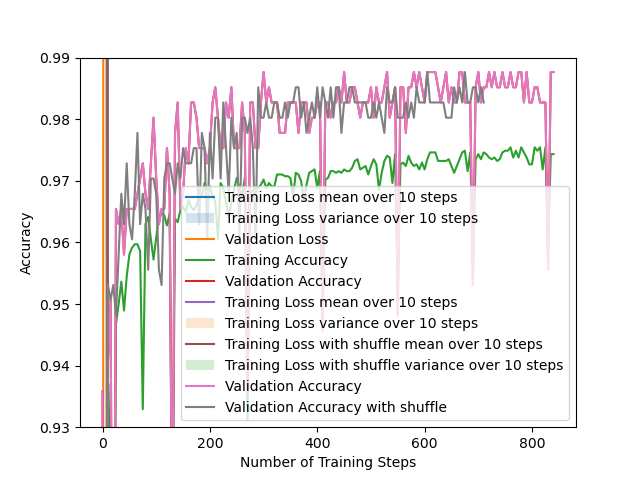 0.99
0.98
0.97
0.96
0.95
0.94
0.93
Accuracy
Training Loss mean over 10 steps
Training Loss variance over 10 steps
Validation Loss
Training Accuracy
Validation Accuracy
Training Loss mean over 10 steps
Training Loss variance over 10 steps
Training Loss with shuffle mean over 10 steps
Training Loss with shuffle variance over 10 steps
Validation Accuracy
Validation Accuracy with shuffle
0 200 400 600 800
Number of Training Steps